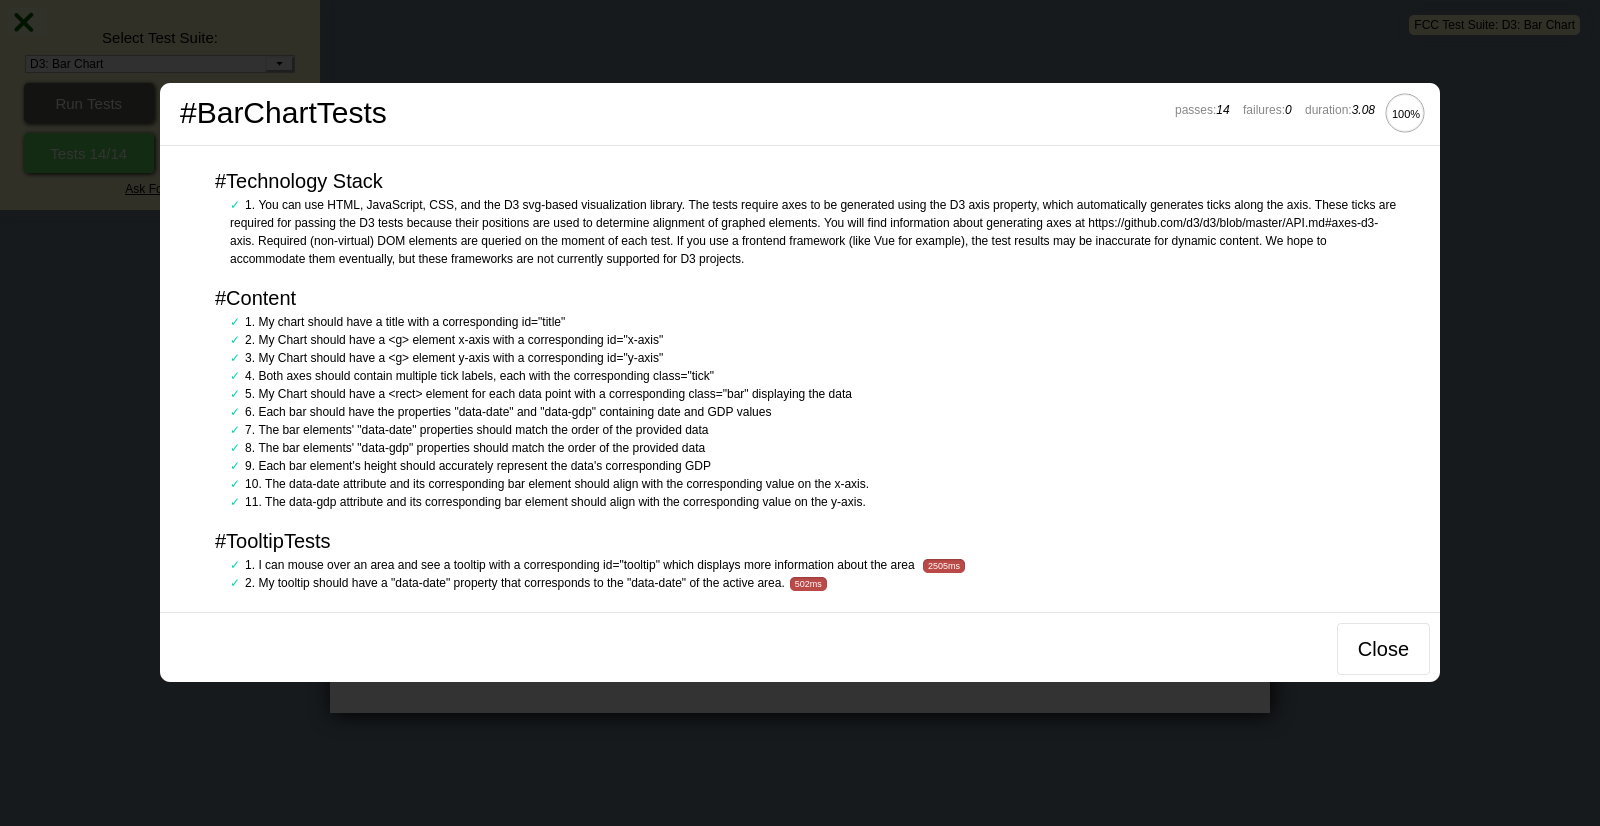 Select Test Suite:
FCC Test Suite: D3: Bar Chart
D3: Bar Chart
Run Tests
Tests 14/14
Ask Fo
#BarChartTests
passes:14 failures:0 duration:3.08 100%
#Technology Stack
✓ 1. You can use HTML, JavaScript, CSS, and the D3 svg-based visualization library. The tests require axes to be generated using the D3 axis property, which automatically generates ticks along the axis. These ticks are
required for passing the D3 tests because their positions are used to determine alignment of graphed elements. You will find information about generating axes at https://github.com/d3/d3/blob/master/API.md#axes-d3-
axis. Required (non-virtual) DOM elements are queried on the moment of each test. If you use a frontend framework (like Vue for example), the test results may be inaccurate for dynamic content. We hope to
accommodate them eventually, but these frameworks are not currently supported for D3 projects.
#Content
✓ 1. My chart should have a title with a corresponding id="title"
✓ 2. My Chart should have a <g> element x-axis with a corresponding id="x-axis"
✓ 3. My Chart should have a <g> element y-axis with a corresponding id="y-axis"
✓ 4. Both axes should contain multiple tick labels, each with the corresponding class="tick"
✓ 5. My Chart should have a <rect> element for each data point with a corresponding class="bar" displaying the data
✓ 6. Each bar should have the properties "data-date" and "data-gdp" containing date and GDP values
✓ 7. The bar elements' "data-date" properties should match the order of the provided data
✓ 8. The bar elements' "data-gdp" properties should match the order of the provided data
✓ 9. Each bar element's height should accurately represent the data's corresponding GDP
✓ 10. The data-date attribute and its corresponding bar element should align with the corresponding value on the x-axis.
✓ 11. The data-gdp attribute and its corresponding bar element should align with the corresponding value on the y-axis.
#TooltipTests
✓ 1. I can mouse over an area and see a tooltip with a corresponding id="tooltip" which displays more information about the area 2505ms
✓ 2. My tooltip should have a "data-date" property that corresponds to the "data-date" of the active area. 502ms
Close